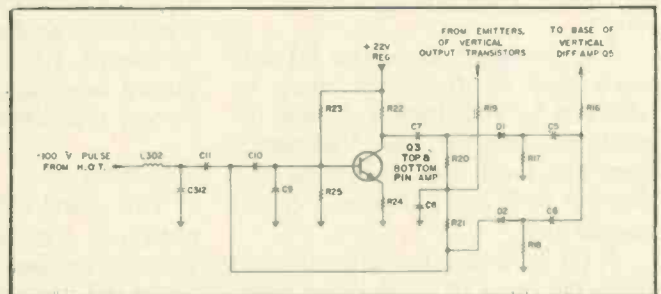 + 22V
REG
FROM EMITTERS,
OF VERTICAL
OUTPUT TRANSISTORS
TO BASE OF
VERTICAL
DIFF AMP Q5
R23
R22
C7
R19
R16
D1
C5
Q3
TOP &
BOTTOM
PIN AMP
R20
R17
-100 V PULSE
FROM H.O.T.
L302
C11
C10
C312
C9
R25
R24
C8
R21
D2
C6
R18